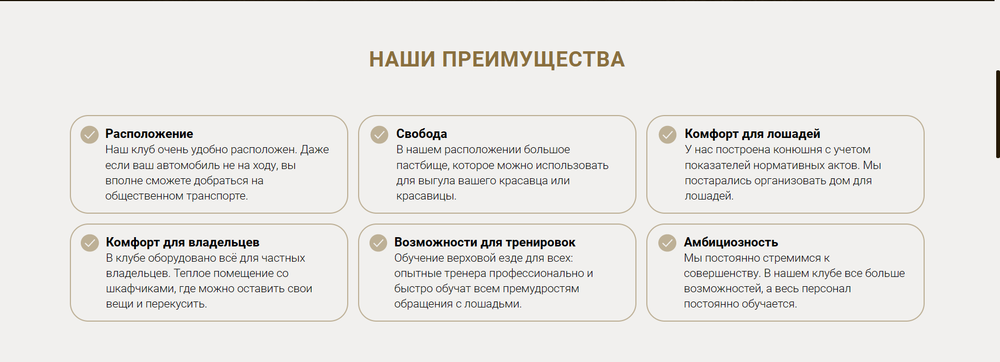 НАШИ ПРЕИМУЩЕСТВА
Расположение
Наш клуб очень удобно расположен. Даже
если ваш автомобиль не на ходу, вы
вполне сможете добраться на
общественном транспорте.
Свобода
В нашем расположении большое
пастбище, которое можно использовать
для выгула вашего красавца или
красавицы.
Комфорт для лошадей
У нас построена конюшня с учетом
показателей нормативных актов. Мы
постарались организовать дом для
лошадей.
Комфорт для владельцев
В клубе оборудовано всё для частных
владельцев. Теплое помещение со
шкафчиками, где можно оставить свои
вещи и перекусить.
Возможности для тренировок
Обучение верховой езде для всех:
опытные тренера профессионально и
быстро обучат всем премудростям
обращения с лошадьми.
Амбициозность
Мы постоянно стремимся к
совершенству. В нашем клубе все больше
возможностей, а весь персонал
постоянно обучается.